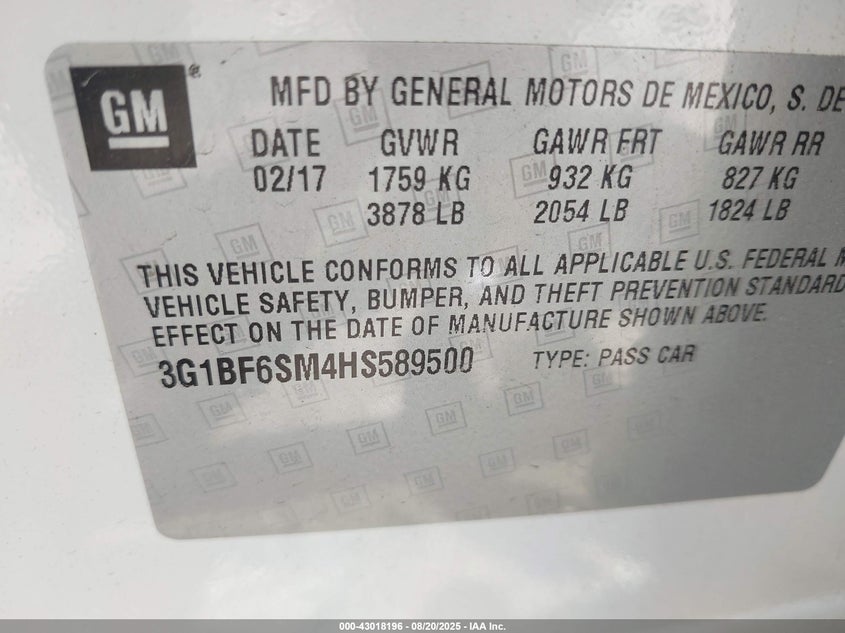 GM®
MFD BY GENERAL MOTORS DE MEXICO, S. DE
DATE GVWR GAWR FRT GAWR RR
02/17 1759 KG 932 KG 827 KG
3878 LB 2054 LB 1824 LB
THIS VEHICLE CONFORMS TO ALL APPLICABLE U.S. FEDERAL M
VEHICLE SAFETY, BUMPER, AND THEFT PREVENTION STANDARD
EFFECT ON THE DATE OF MANUFACTURE SHOWN ABOVE.
3G1BF6SM4HS589500 TYPE: PASS CAR
000-43018196 - 08/20/2025 - IAA Inc.